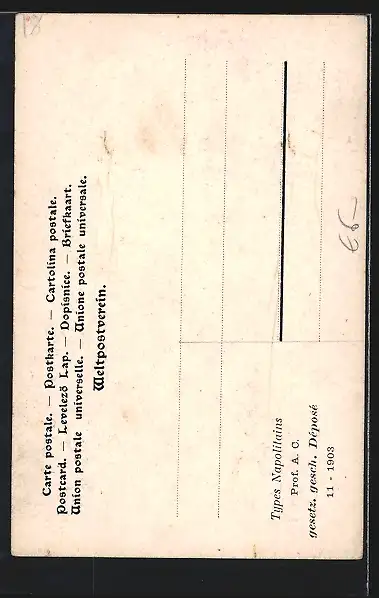 Carte postale. — Postkarte. — Cartolina postale.
Postcard. — Levelező Lap. — Dopisnice. — Briefkaart.
Union postale universelle. — Unione postale universale.
Weltpostverein.
Types Napolitains
Prof. A. C.
gesetz. gesch. Déposé
11 - 1903